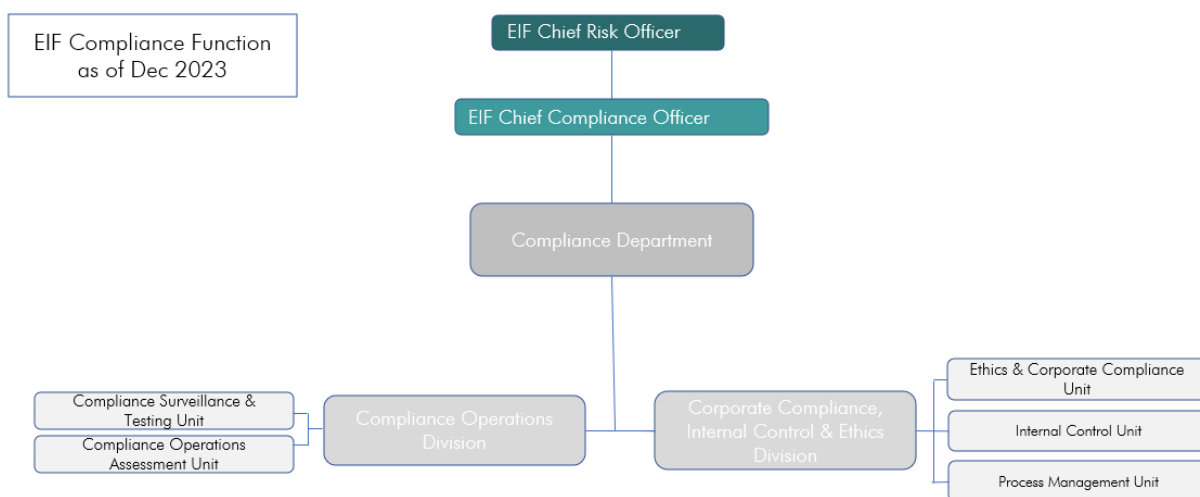 EIF Compliance Function
as of Dec 2023
EIF Chief Risk Officer
EIF Chief Compliance Officer
Compliance Department
Compliance Surveillance &
Testing Unit
Compliance Operations
Assessment Unit
Compliance Operations
Division
Corporate Compliance,
Internal Control & Ethics
Division
Ethics & Corporate Compliance
Unit
Internal Control Unit
Process Management Unit